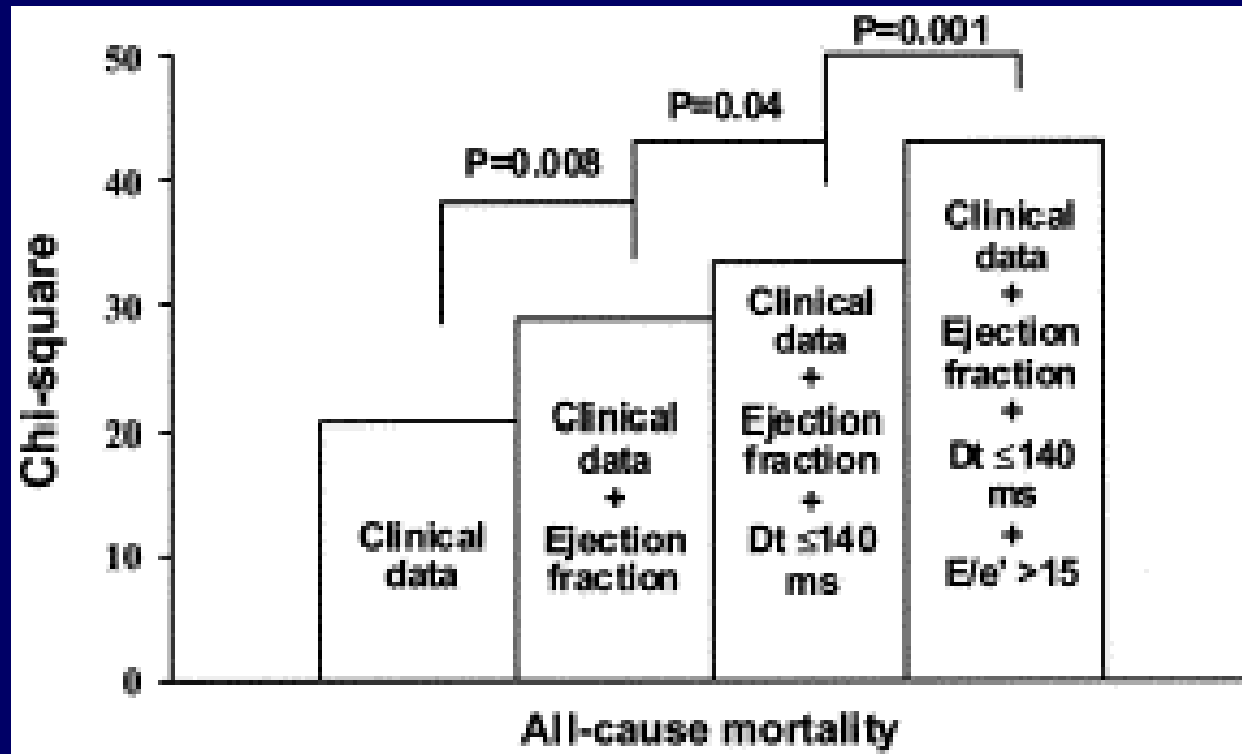 P=0.001
P=0.04
P=0.008
50
40
30
20
10
0
Chi-square
Clinical
data
Clinical
data
+
Ejection
fraction
Clinical
data
+
Ejection
fraction
+
Dt ≤140
ms
Clinical
data
+
Ejection
fraction
+
Dt ≤140
ms
+
E/e' >15
All-cause mortality